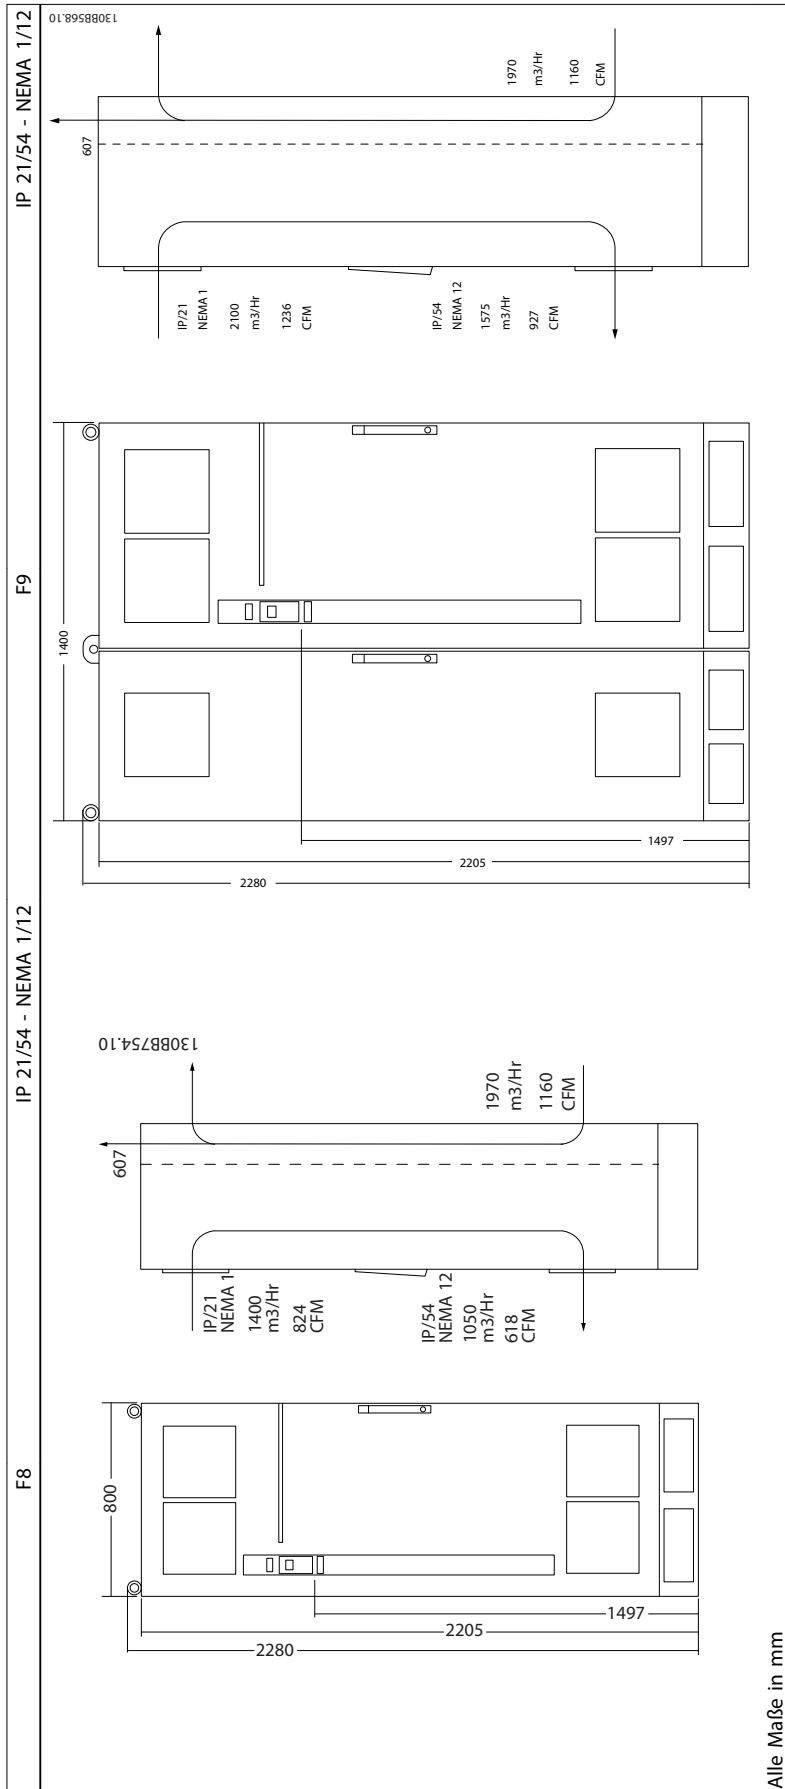 F8
IP 21/54 - NEMA 1/12
F9
IP 21/54 - NEMA 1/12
800
2280
2205
1497
IP/21
NEMA 1
1400
m3/Hr
824
CFM
IP/54
NEMA 12
1050
m3/Hr
618
CFM
607
1970
m3/Hr
1160
CFM
130BB754.10
1400
2280
2205
1497
IP/21
NEMA 1
2100
m3/Hr
1236
CFM
IP/54
NEMA 12
1575
m3/Hr
927
CFM
607
1970
m3/Hr
1160
CFM
130BB568.10
Alle Maße in mm